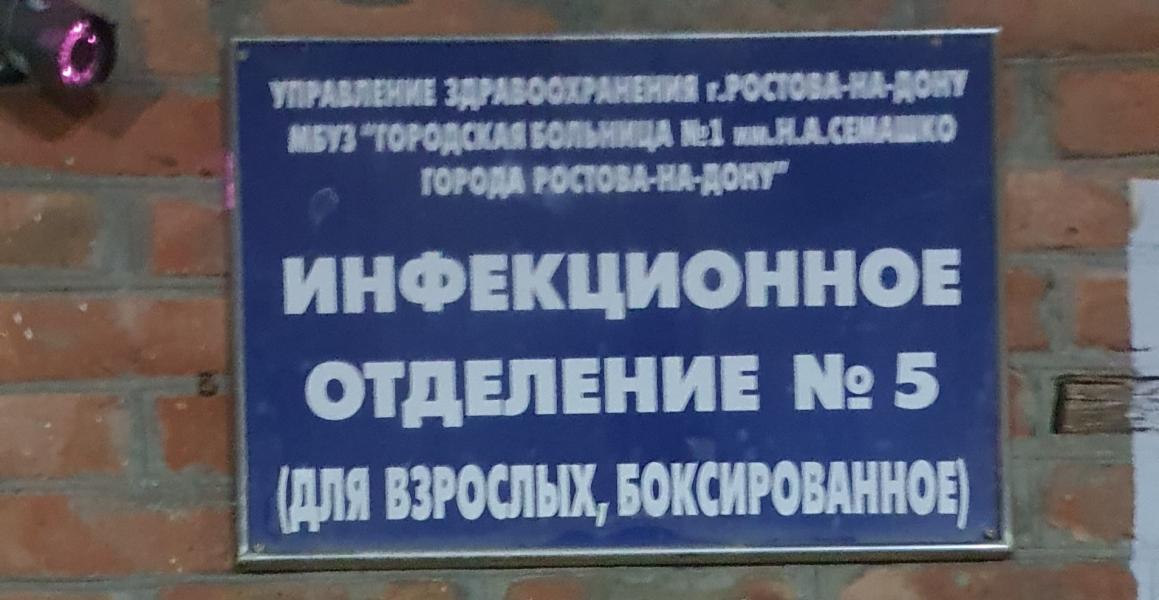 УПРАВЛЕНИЕ ЗДРАВООХРАНЕНИЯ г.РОСТОВА-НА-ДОНУ
МБУЗ "ГОРОДСКАЯ БОЛЬНИЦА №1 им.Н.А.СЕМАШКО
ГОРОДА РОСТОВА-НА-ДОНУ"
ИНФЕКЦИОННОЕ
ОТДЕЛЕНИЕ № 5
(ДЛЯ ВЗРОСЛЫХ, БОКСИРОВАННОЕ)